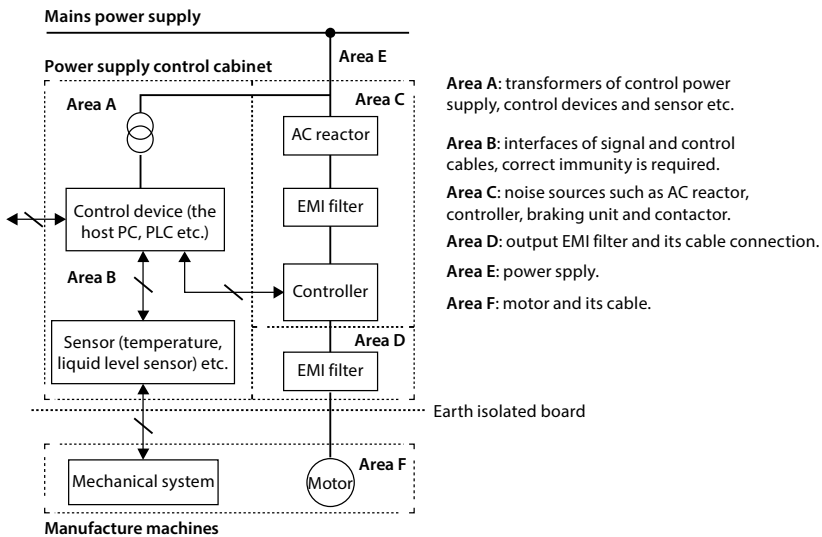 Mains power supply
Area E
Power supply control cabinet
Area A
Area C
AC reactor
EMI filter
Control device (the
host PC, PLC etc.)
Area B
Controller
Sensor (temperature,
liquid level sensor) etc.
Area D
EMI filter
Earth isolated board
Area F
Mechanical system
Motor
Manufacture machines
Area A: transformers of control power
supply, control devices and sensor etc.
Area B: interfaces of signal and control
cables, correct immunity is required.
Area C: noise sources such as AC reactor,
controller, braking unit and contactor.
Area D: output EMI filter and its cable connection.
Area E: power spply.
Area F: motor and its cable.